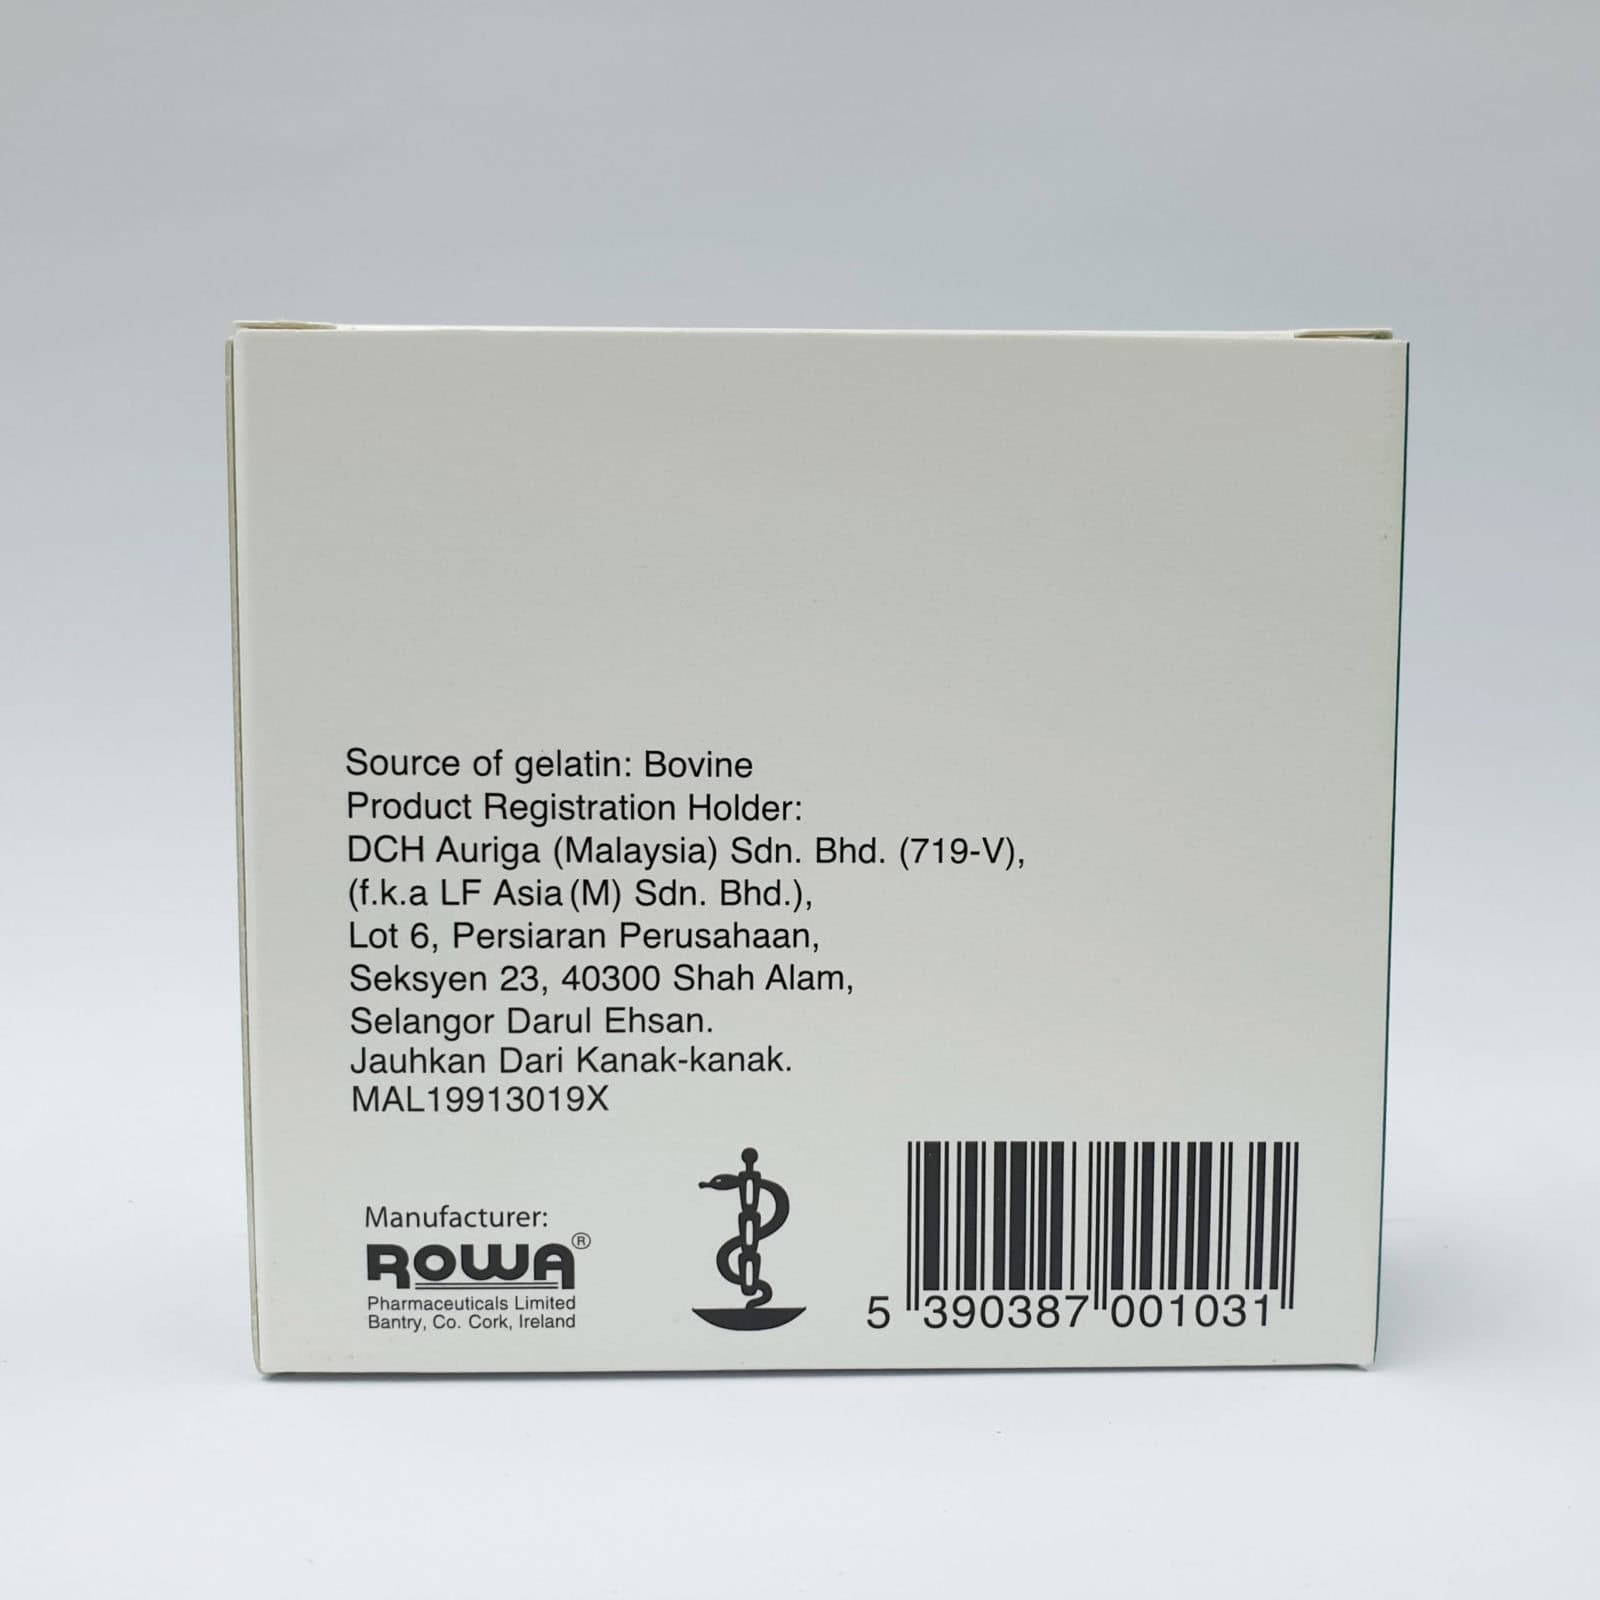 Source of gelatin: Bovine
Product Registration Holder:
DCH Auriga (Malaysia) Sdn. Bhd. (719-V),
(f.k.a LF Asia (M) Sdn. Bhd.),
Lot 6, Persiaran Perusahaan,
Seksyen 23, 40300 Shah Alam,
Selangor Darul Ehsan.
Jauhkan Dari Kanak-kanak.
MAL19913019X
Manufacturer:
ROWA®
Pharmaceuticals Limited
Bantry, Co. Cork, Ireland
5 390387 001031